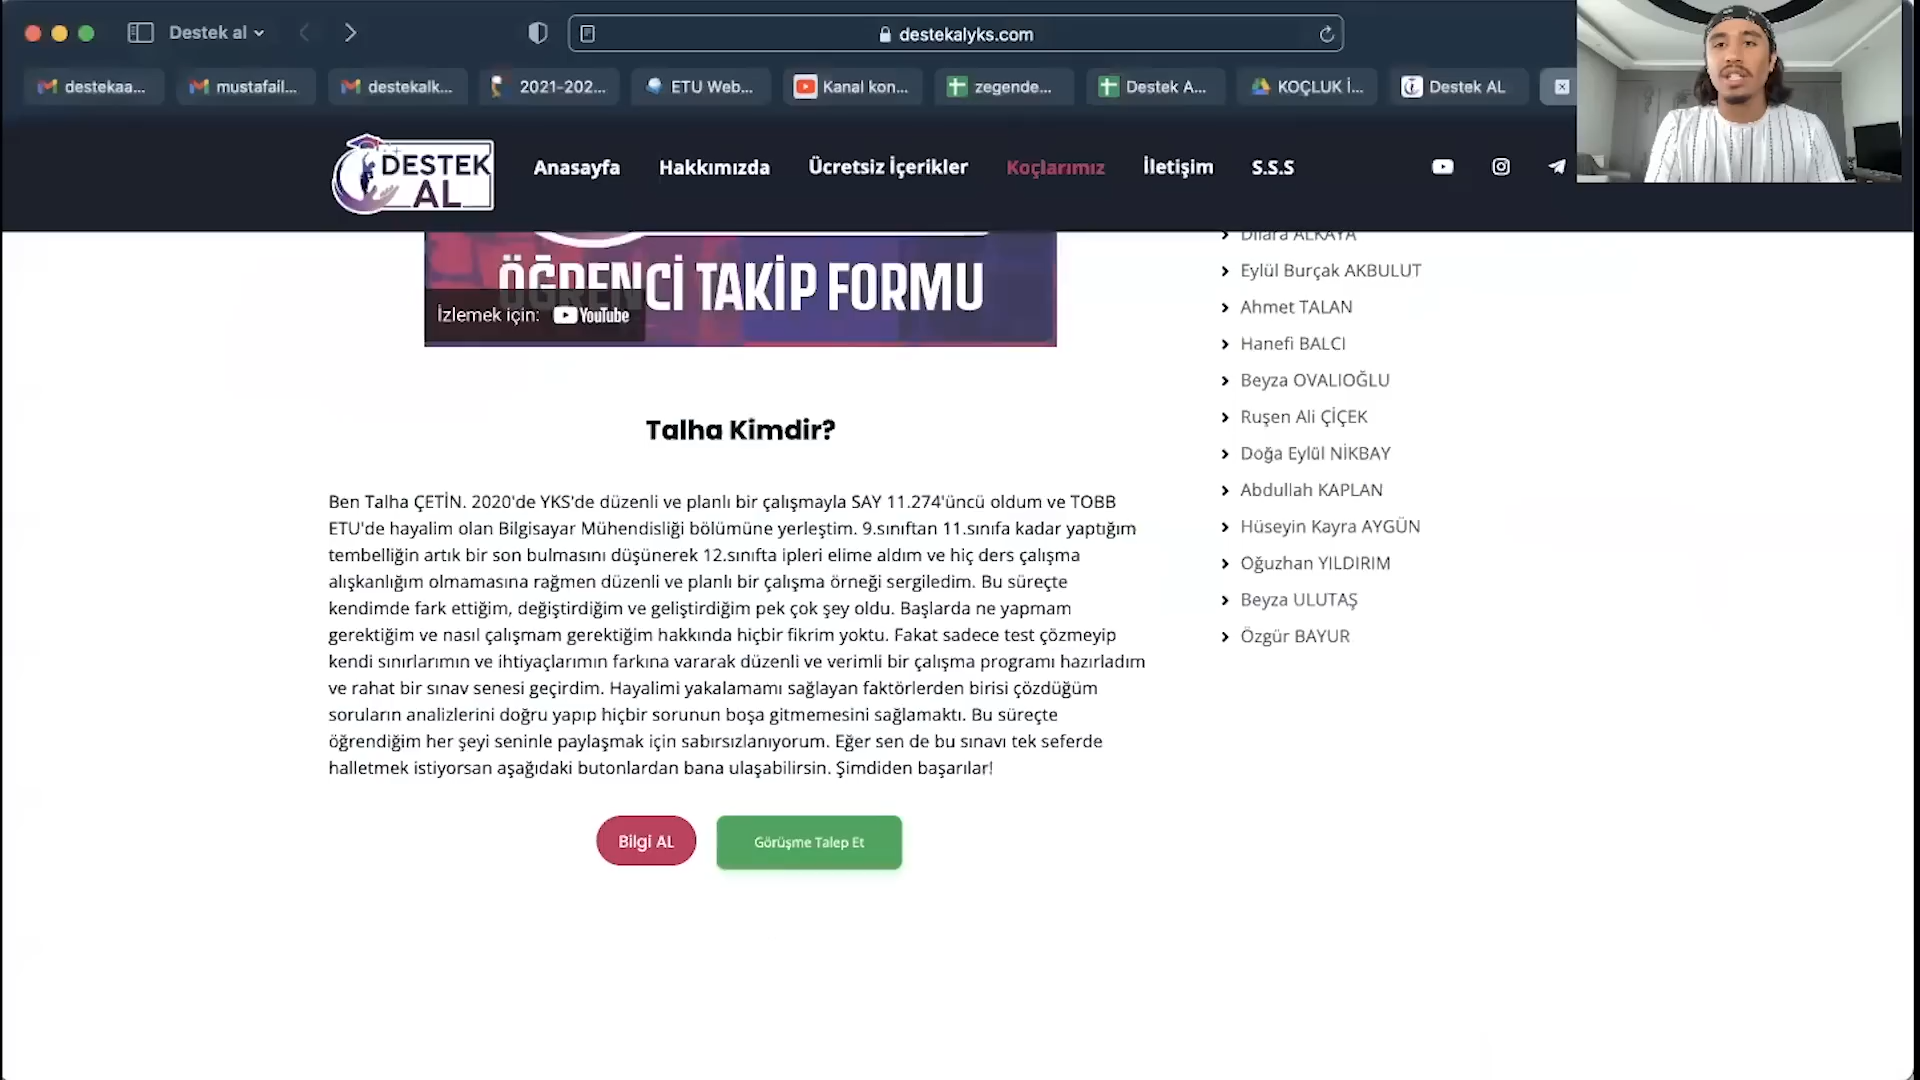 Destek al
destekalyks.com
destekaa...
mustafail...
destekalk...
2021-202...
ETU Web...
Kanal kon...
zegende...
Destek A...
KOÇLUK İ...
Destek AL
DESTEK
AL
Anasayfa
Hakkımızda
Ücretsiz İçerikler
Koçlarımız
İletişim
S.S.S
ÖĞRENCİ TAKİP FORMU
İzlemek için: YouTube
Talha Kimdir?
Ben Talha ÇETİN. 2020'de YKS'de düzenli ve planlı bir çalışmayla SAY 11.274'üncü oldum ve TOBB
ETU'de hayalim olan Bilgisayar Mühendisliği bölümüne yerleştim. 9.sınıftan 11.sınıfa kadar yaptığım
tembelliğin artık bir son bulmasını düşünerek 12.sınıfta ipleri elime aldım ve hiç ders çalışma
alışkanlığım olmamasına rağmen düzenli ve planlı bir çalışma örneği sergiledim. Bu süreçte
kendimde fark ettiğim, değiştirdiğim ve geliştirdiğim pek çok şey oldu. Başlarda ne yapmam
gerektiğim ve nasıl çalışmam gerektiğim hakkında hiçbir fikrim yoktu. Fakat sadece test çözmeyip
kendi sınırlarımın ve ihtiyaçlarımın farkına vararak düzenli ve verimli bir çalışma programı hazırladım
ve rahat bir sınav senesi geçirdim. Hayalimi yakalamamı sağlayan faktörlerden birisi çözdüğüm
soruların analizlerini doğru yapıp hiçbir sorunun boşa gitmemesini sağlamaktı. Bu süreçte
öğrendiğim her şeyi seninle paylaşmak için sabırsızlanıyorum. Eğer sen de bu sınavı tek seferde
halletmek istiyorsan aşağıdaki butonlardan bana ulaşabilirsin. Şimdiden başarılar!
Bilgi AL
Görüşme Talep Et
Dilara ALKAYA
Eylül Burçak AKBULUT
Ahmet TALAN
Hanefi BALCI
Beyza OVALIOĞLU
Ruşen Ali ÇİÇEK
Doğa Eylül NİKBAY
Abdullah KAPLAN
Hüseyin Kayra AYGÜN
Oğuzhan YILDIRIM
Beyza ULUTAŞ
Özgür BAYUR